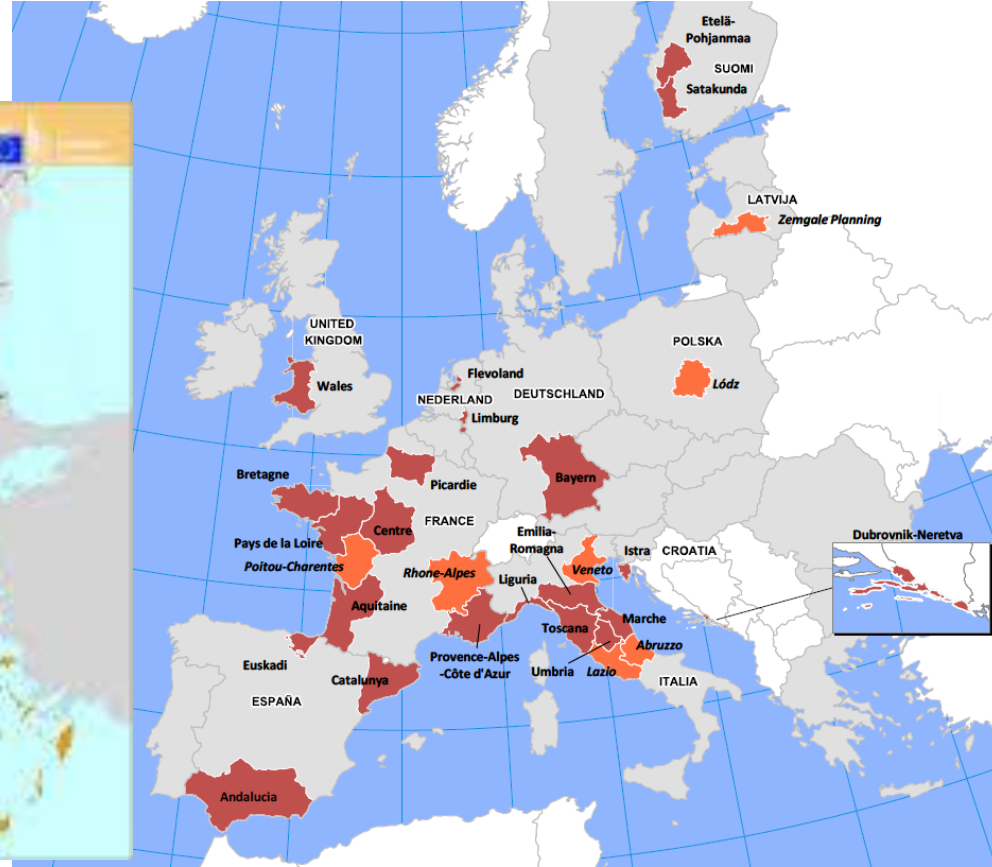 Etelä-
Pohjanmaa
SUOMI
Satakunda
LATVIJA
Zemgale Planning
UNITED
KINGDOM
Wales
POLSKA
Lódz
Flevoland
NEDERLAND
DEUTSCHLAND
Limburg
Bretagne
Picardie
Bayern
FRANCE
Centre
Pays de la Loire
Poitou-Charentes
Emilia-
Romagna
Istra
CROATIA
Dubrovnik-Neretva
Rhone-Alpes
Veneto
Liguria
Aquitaine
Toscana
Marche
Abruzzo
Provence-Alpes
-Côte d'Azur
Umbria
Lazio
ITALIA
Euskadi
Catalunya
ESPAÑA
Andalucia